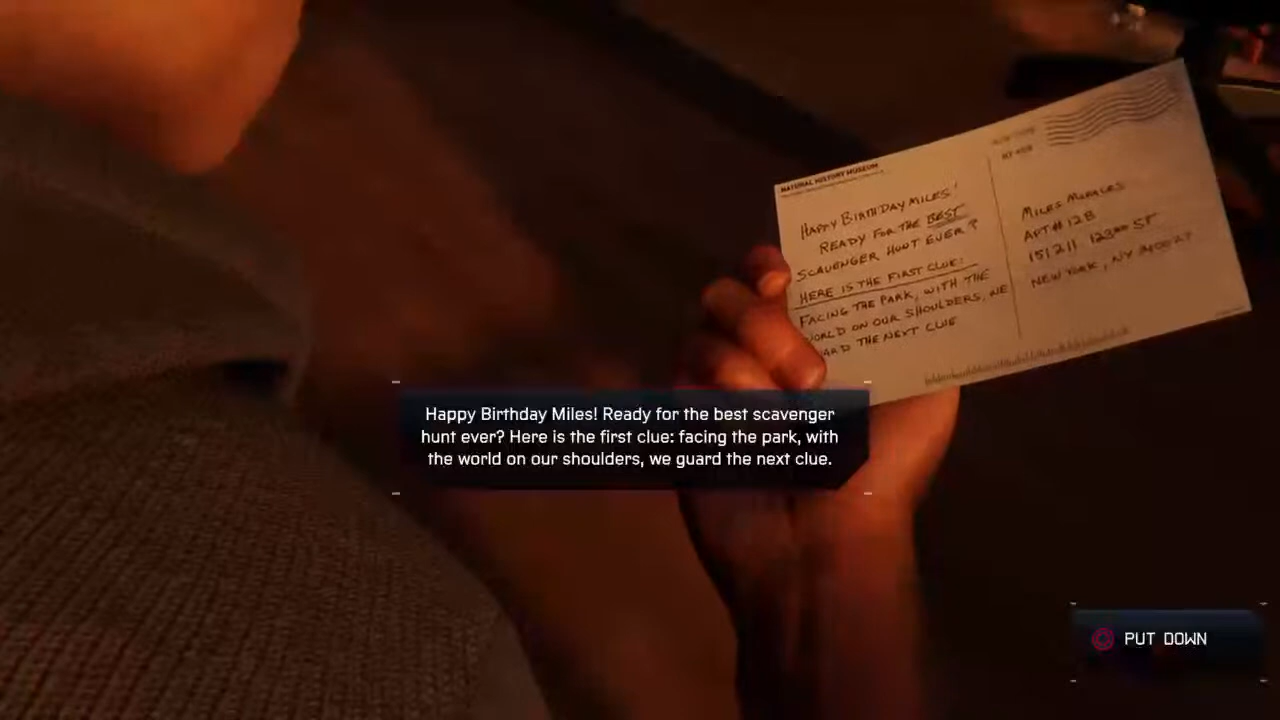 NATURAL HISTORY MUSEUM
HAPPY BIRTHDAY MILES!
READY FOR THE BEST
SCAVENGER HUNT EVER?
HERE IS THE FIRST CLUE:
FACING THE PARK, WITH THE
WORLD ON OUR SHOULDERS, WE
GUARD THE NEXT CLUE
MILES MORALES
APT# 12B
NEW YORK, NY
Happy Birthday Miles! Ready for the best scavenger
hunt ever? Here is the first clue: facing the park, with
the world on our shoulders, we guard the next clue.
PUT DOWN